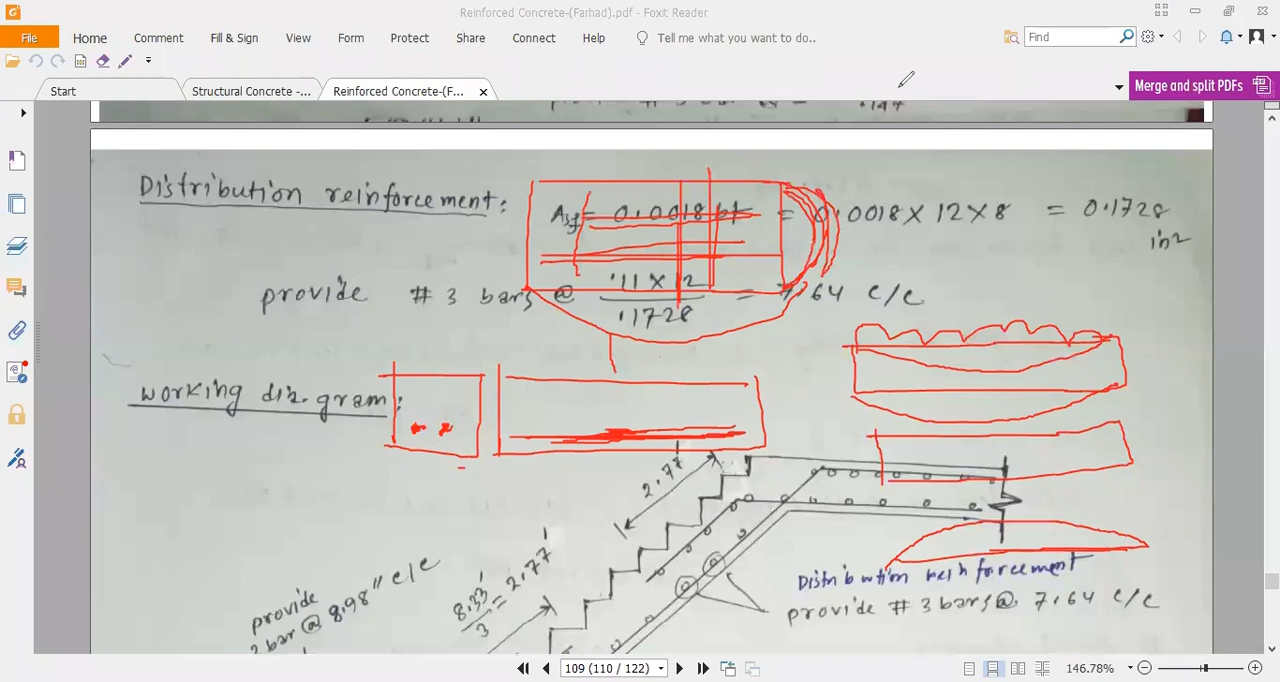 Reinforced Concrete-(Farhad).pdf - Foxit Reader
File Home Comment Fill & Sign View Form Protect Share Connect Help Tell me what you want to do.. Find
Start Structural Concrete -... Reinforced Concrete-(F... Merge and split PDFs
Distribution reinforcement: = 0.0018 bt = 0.0018 × 12 × 8 = 0.1728
in2
provide # 3 bars @ .11 × 12 / .1728 = 7.64 c/c
working diagram:
2.77'
8.33'/3 = 2.77'
provide
bar @ 8.98" c/c
Distribution reinforcement
provide # 3 bars @ 7.64 c/c
109 (110 / 122) 146.78%